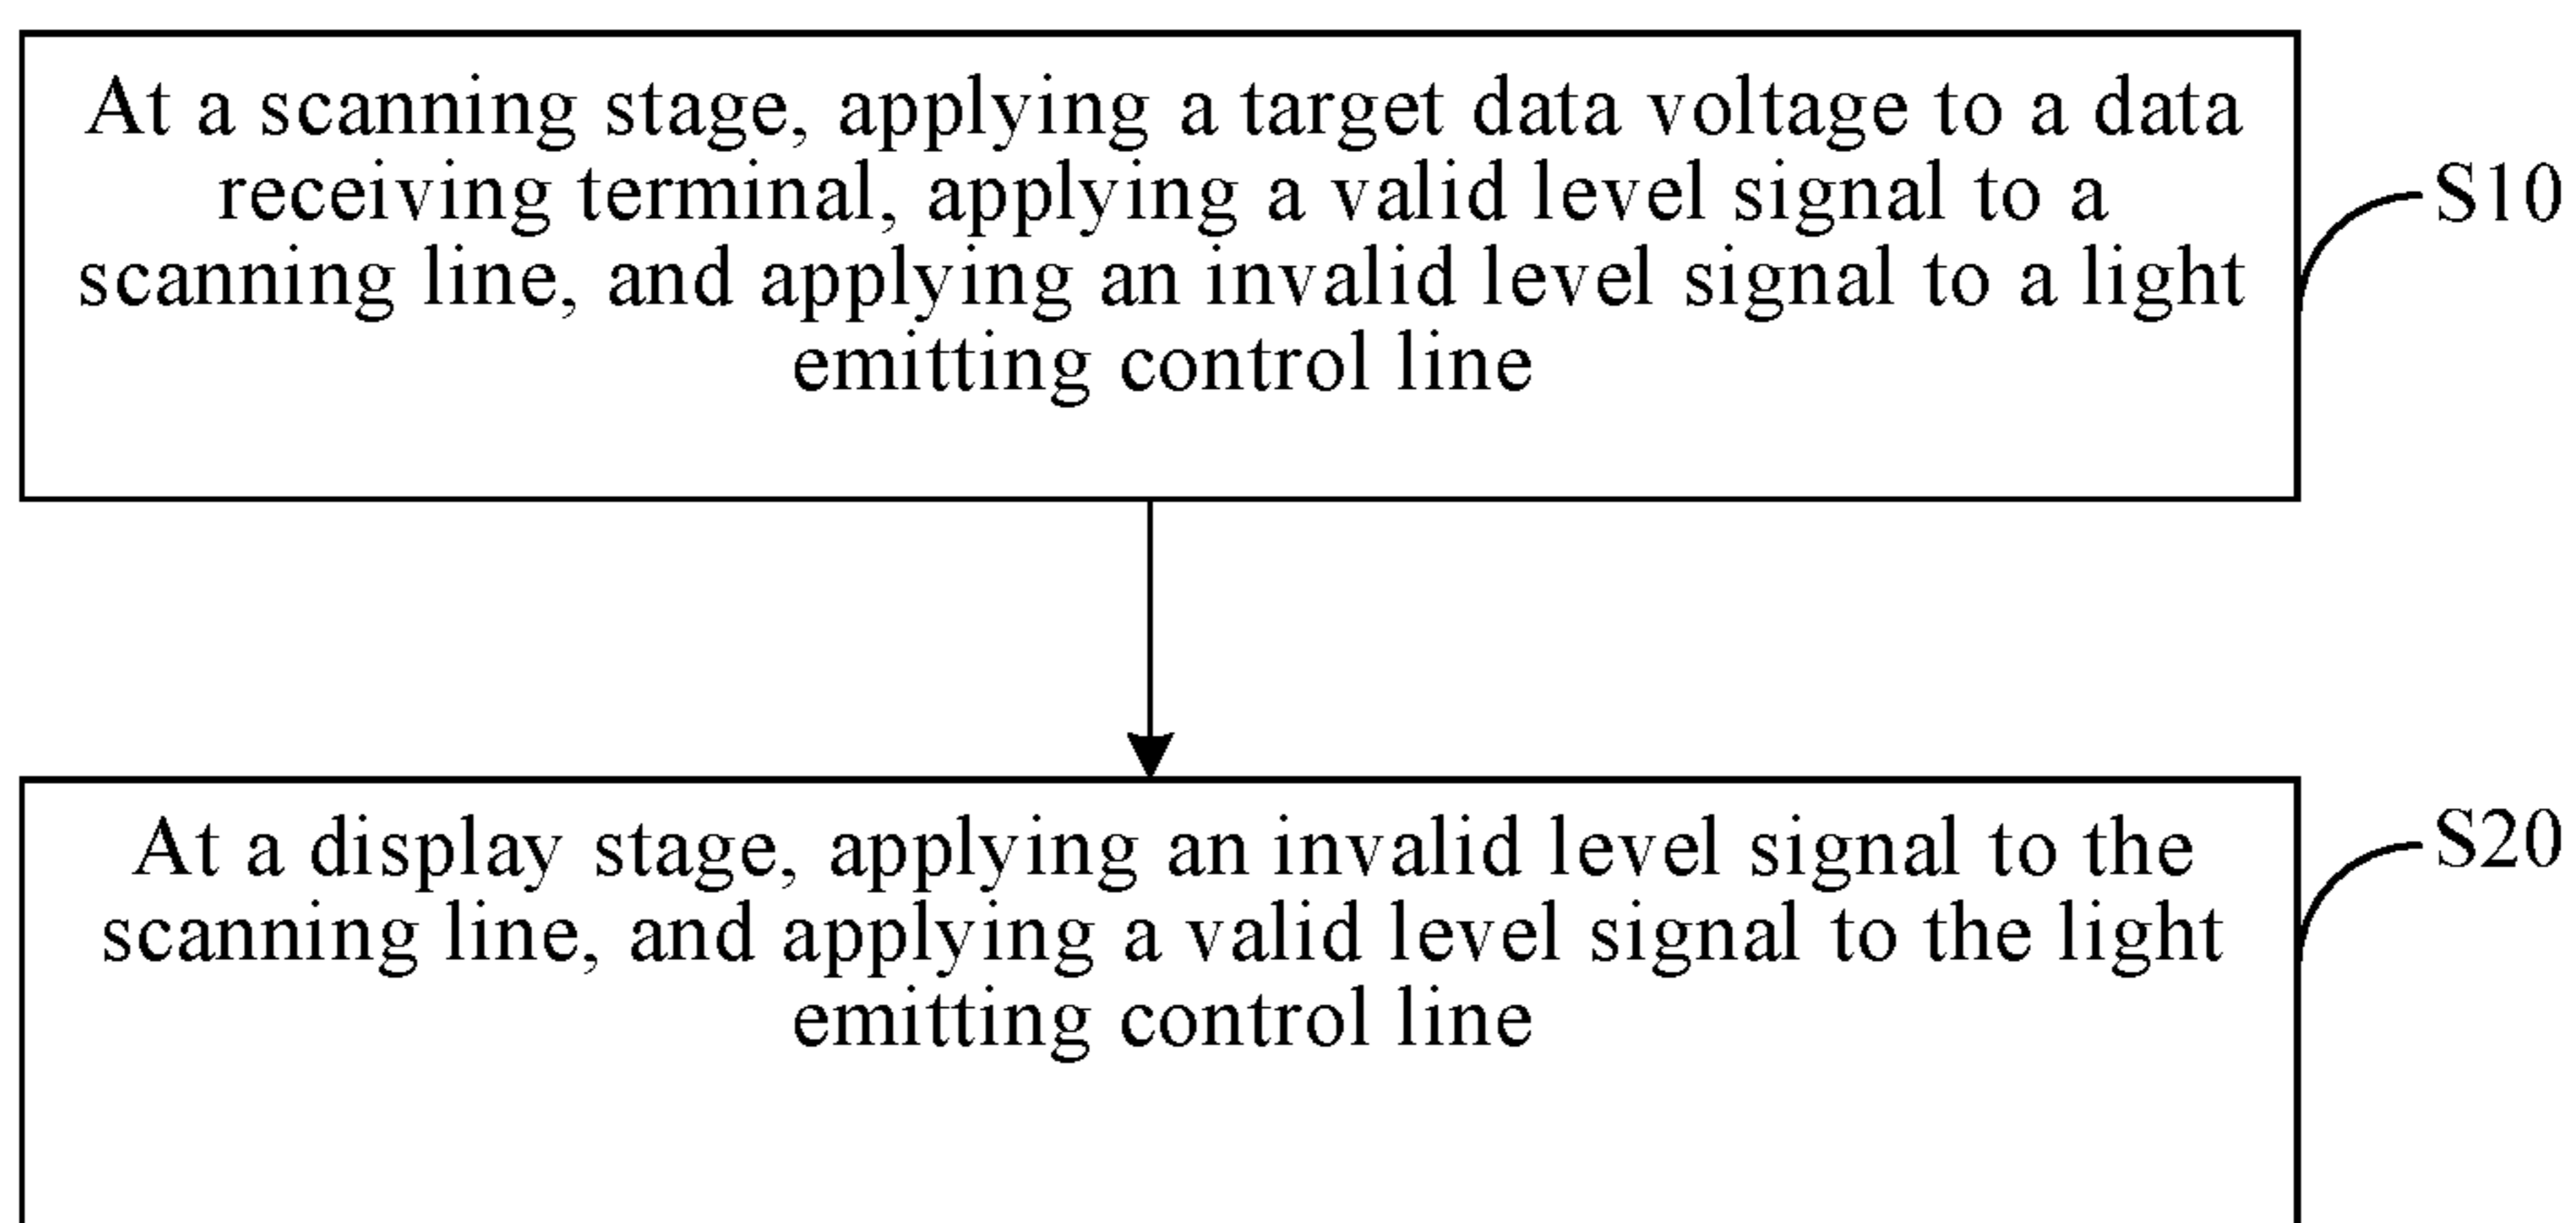 At a scanning stage, applying a target data voltage to a data
receiving terminal, applying a valid level signal to a
scanning line, and applying an invalid level signal to a light
emitting control line
S10
At a display stage, applying an invalid level signal to the
scanning line, and applying a valid level signal to the light
emitting control line
S20